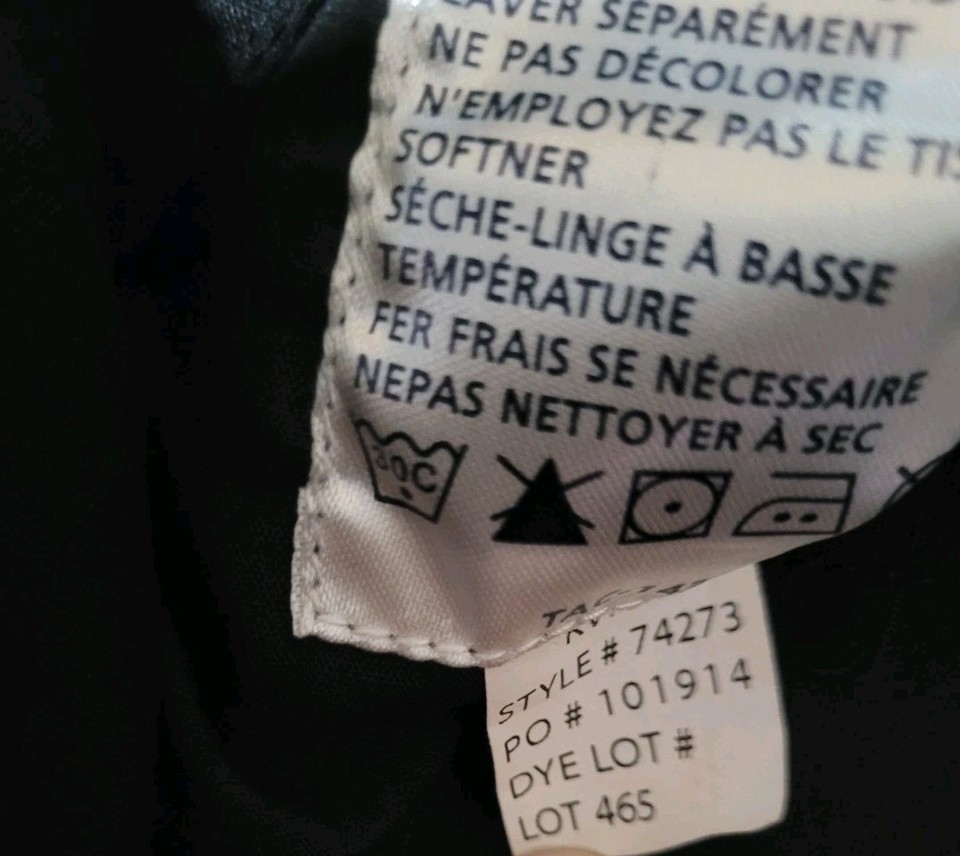 LAVER SÉPARÉMENT
NE PAS DÉCOLORER
N'EMPLOYEZ PAS LE
SOFTNER
SÉCHE-LINGE À BASSE
TEMPÉRATURE
FER FRAIS SE NÉCESSAIRE
NEPAS NETTOYER À SEC
30C
STYLE # 74273
PO # 101914
DYE LOT #
LOT 465